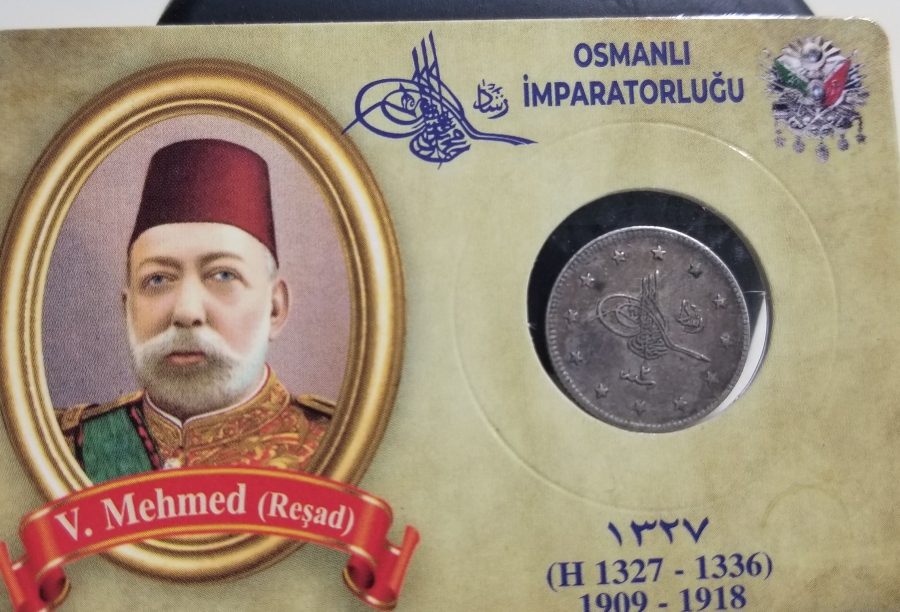 OSMANLI
İMPARATORLUĞU
V. Mehmed (Reşad)
١٣٢٧
(H 1327 - 1336)
1909 - 1918